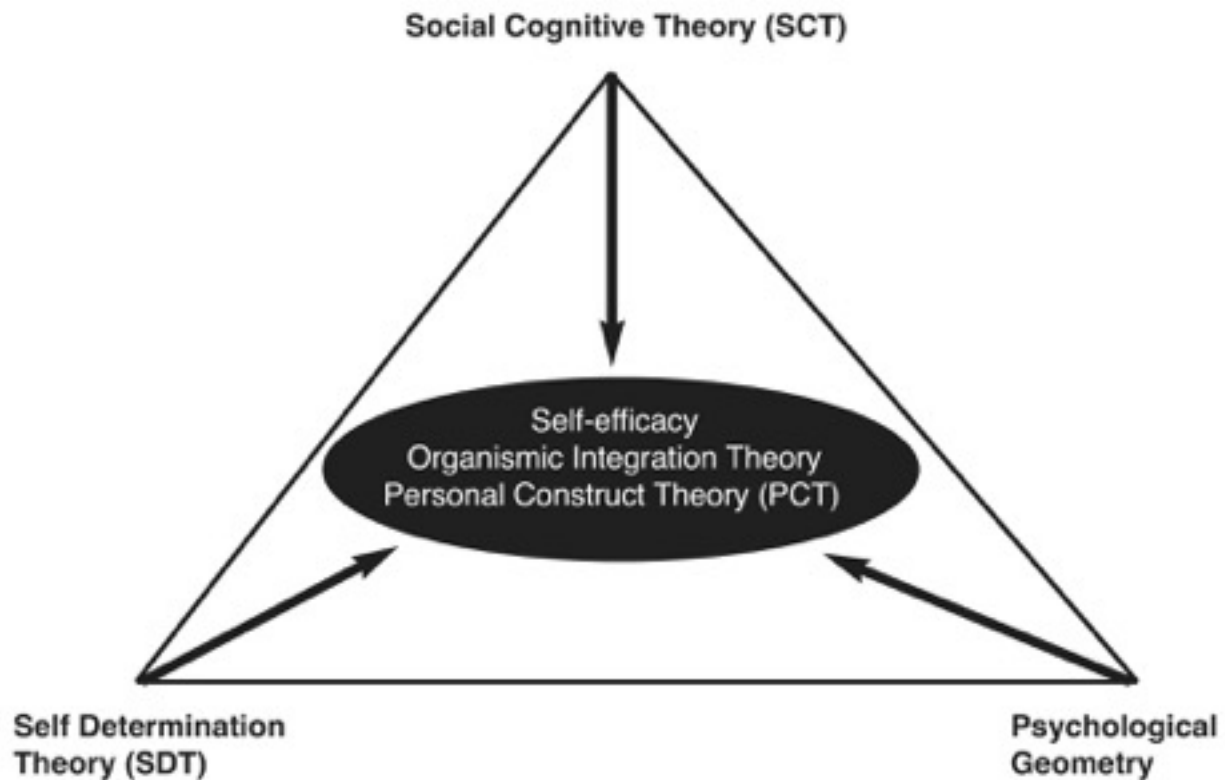 Social Cognitive Theory (SCT)
Self-efficacy
Organismic Integration Theory
Personal Construct Theory (PCT)
Self Determination
Theory (SDT)
Psychological
Geometry